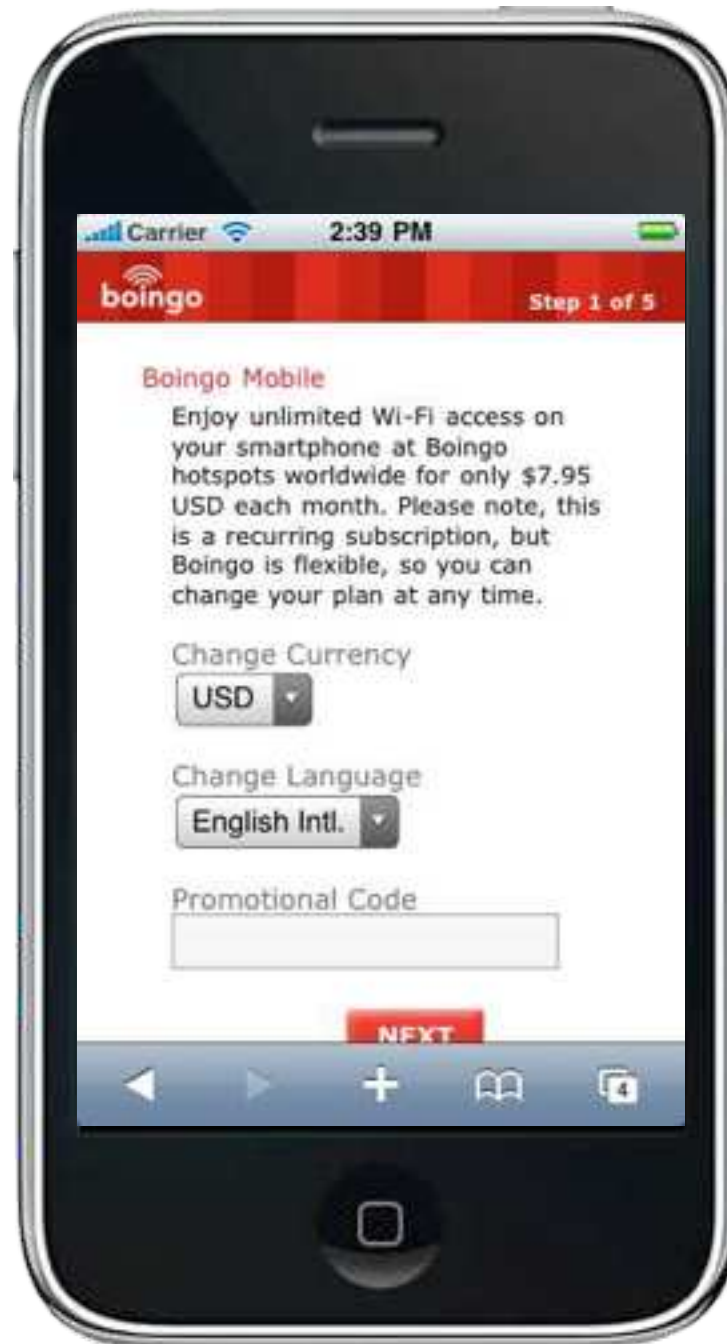 Carrier 2:39 PM
boingo
Step 1 of 5
Boingo Mobile
Enjoy unlimited Wi-Fi access on
your smartphone at Boingo
hotspots worldwide for only $7.95
USD each month. Please note, this
is a recurring subscription, but
Boingo is flexible, so you can
change your plan at any time.
Change Currency
USD
Change Language
English Intl.
Promotional Code
NEXT
4